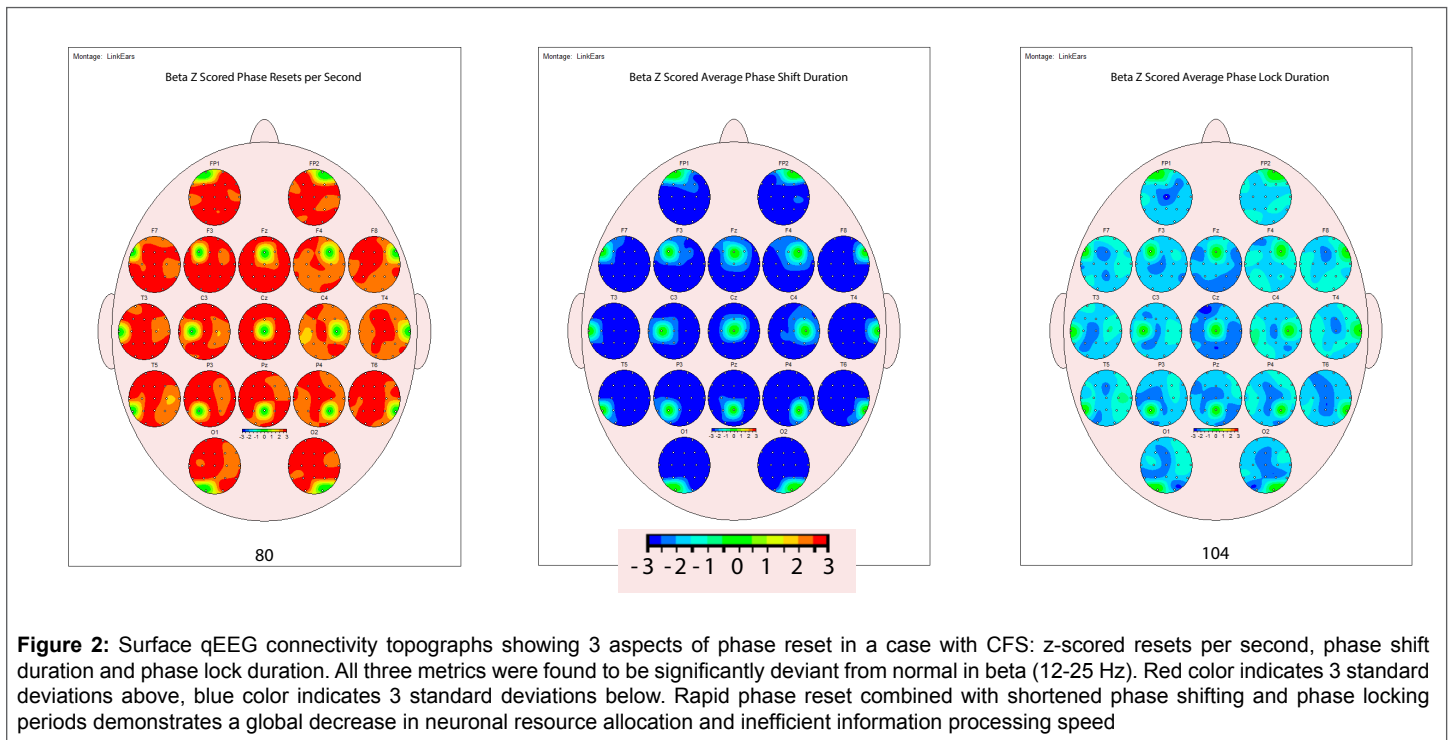 Montage: LinkEars
Beta Z Scored Phase Resets per Second
FP1 FP2
F7 F3 Fz F4 F8
T3 C3 Cz C4 T4
T5 P3 Pz P4 T6
-3 -2 -1 0 1 2 3
O1 O2
80
Montage: LinkEars
Beta Z Scored Average Phase Shift Duration
FP1 FP2
F7 F3 Fz F4 F8
T3 C3 Cz C4 T4
T5 P3 Pz P4 T6
-3 -2 -1 0 1 2 3
O1 O2
-3 -2 -1 0 1 2 3
Montage: LinkEars
Beta Z Scored Average Phase Lock Duration
FP1 FP2
F7 F3 Fz F4 F8
T3 C3 Cz C4 T4
T5 P3 Pz P4 T6
-3 -2 -1 0 1 2 3
O1 O2
104
Figure 2: Surface qEEG connectivity topographs showing 3 aspects of phase reset in a case with CFS: z-scored resets per second, phase shift
duration and phase lock duration. All three metrics were found to be significantly deviant from normal in beta (12-25 Hz). Red color indicates 3 standard
deviations above, blue color indicates 3 standard deviations below. Rapid phase reset combined with shortened phase shifting and phase locking
periods demonstrates a global decrease in neuronal resource allocation and inefficient information processing speed